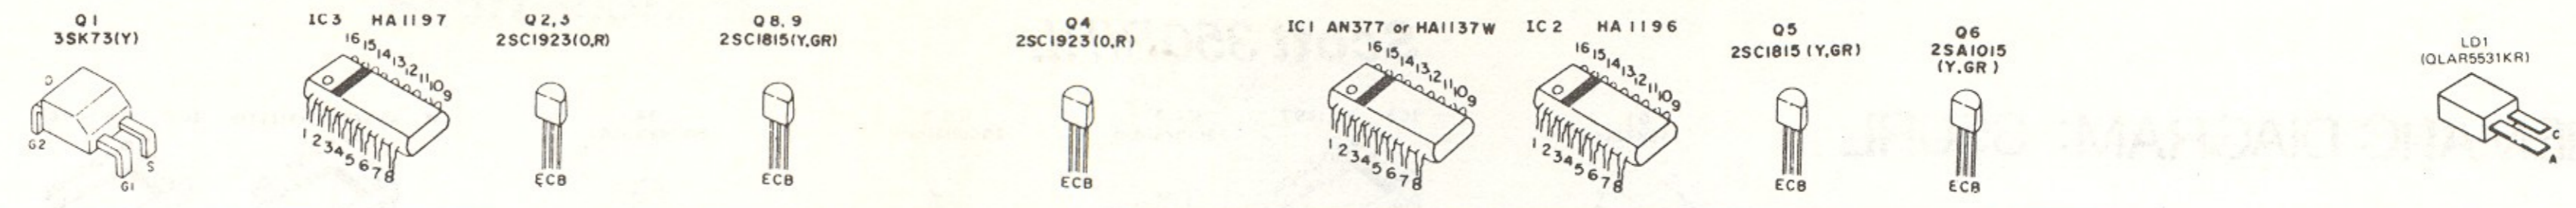 Q1
3SK73(Y)
D
G2
G1
S
IC3 HA1197
16 15 14 13 12 11 10 9
1 2 3 4 5 6 7 8
Q2,3
2SC1923(O,R)
ECB
Q8,9
2SC1815(Y,GR)
ECB
Q4
2SC1923(O,R)
ECB
IC1 AN377 or HA1137W
16 15 14 13 12 11 10 9
1 2 3 4 5 6 7 8
IC2 HA1196
16 15 14 13 12 11 10 9
1 2 3 4 5 6 7 8
Q5
2SC1815 (Y,GR)
ECB
Q6
2SA1015
(Y,GR)
ECB
LD1
(QLAR5531KR)
C
A